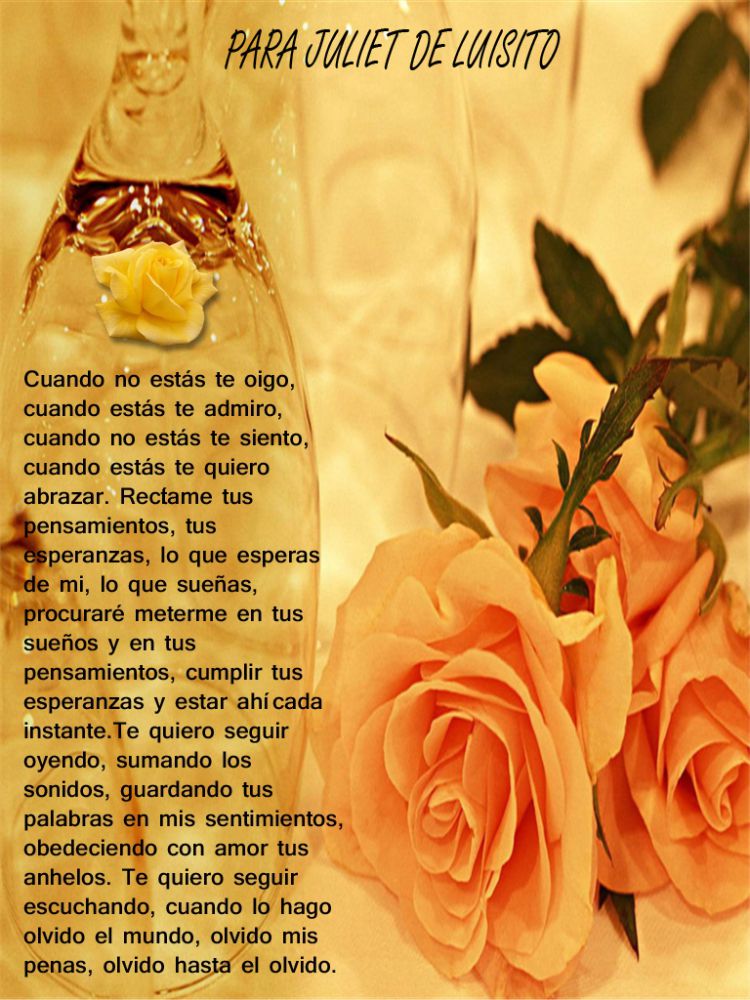 PARA JULIET DE LUISITO
Cuando no estás te oigo,
cuando estás te admiro,
cuando no estás te siento,
cuando estás te quiero
abrazar. Rectame tus
pensamientos, tus
esperanzas, lo que esperas
de mi, lo que sueñas,
procuraré meterme en tus
sueños y en tus
pensamientos, cumplir tus
esperanzas y estar ahí cada
instante.Te quiero seguir
oyendo, sumando los
sonidos, guardando tus
palabras en mis sentimientos,
obedeciendo con amor tus
anhelos. Te quiero seguir
escuchando, cuando lo hago
olvido el mundo, olvido mis
penas, olvido hasta el olvido.